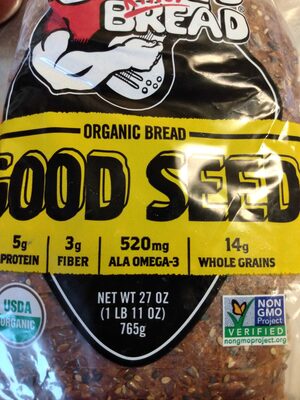 BREAD
ORGANIC BREAD
GOOD SEED
5g 3g 520mg 14g
PROTEIN FIBER ALA OMEGA-3 WHOLE GRAINS
NET WT 27 OZ
(1 LB 11 OZ)
765g
USDA
ORGANIC
NON
GMO
Project
VERIFIED
nongmoproject.org